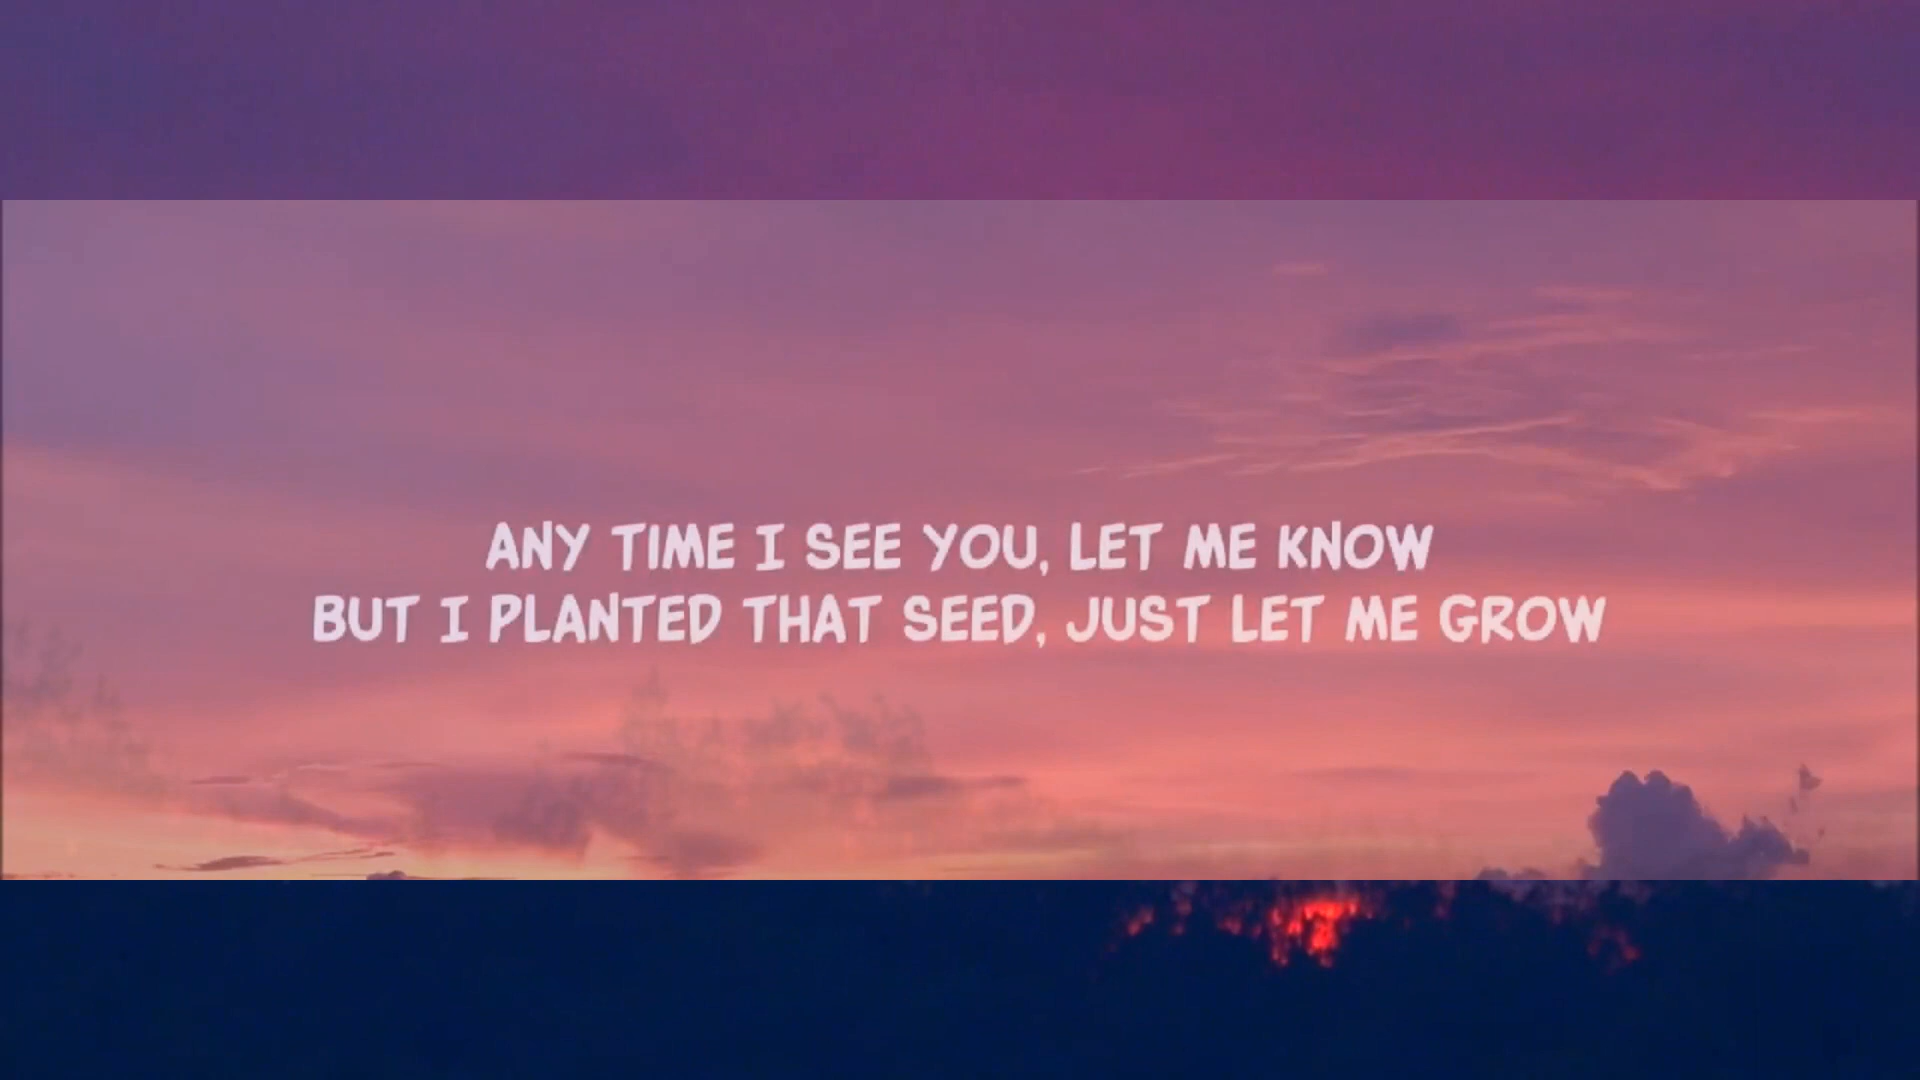 ANY TIME I SEE YOU, LET ME KNOW
BUT I PLANTED THAT SEED, JUST LET ME GROW